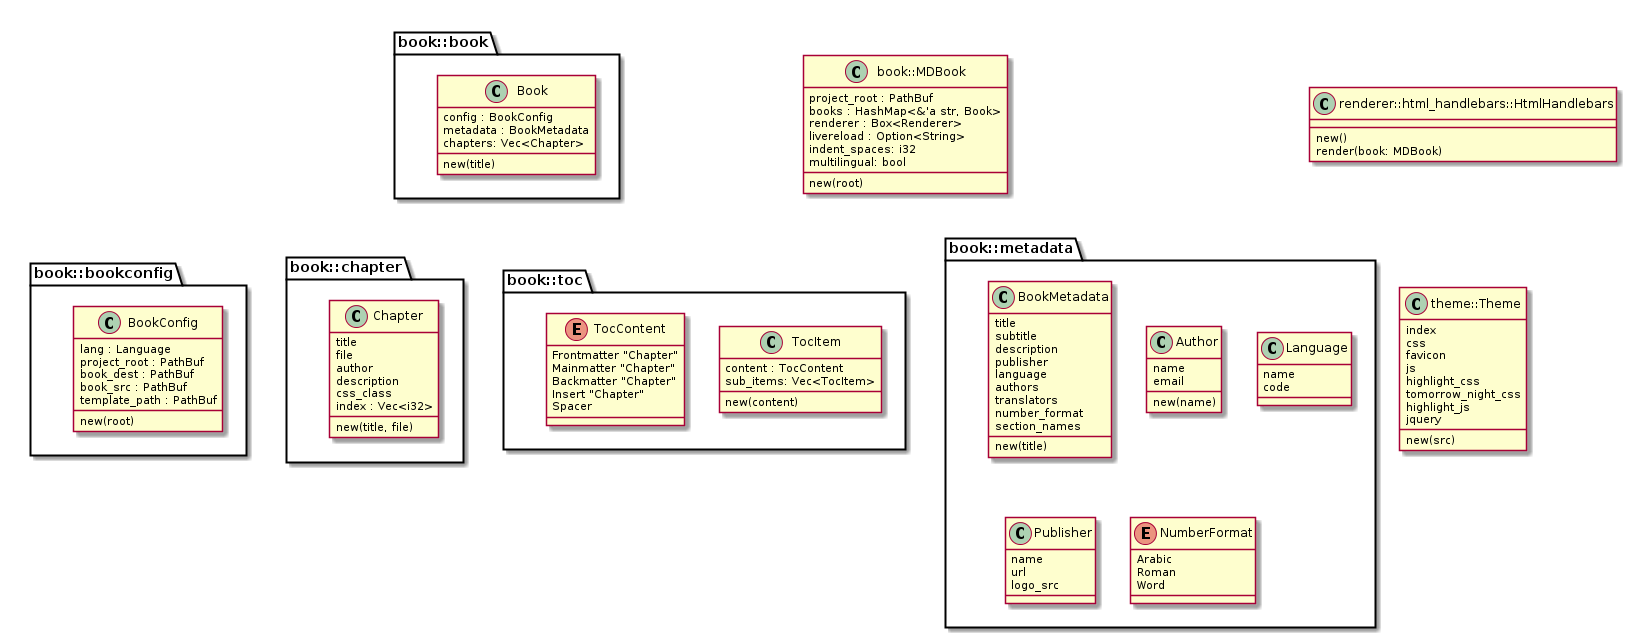 book::book
C Book
config : BookConfig
metadata : BookMetadata
chapters: Vec<Chapter>
new(title)
C book::MDBook
project_root : PathBuf
books : HashMap<&'a str, Book>
renderer : Box<Renderer>
livereload : Option<String>
indent_spaces: i32
multilingual: bool
new(root)
C renderer::html_handlebars::HtmlHandlebars
new()
render(book: MDBook)
book::bookconfig
C BookConfig
lang : Language
project_root : PathBuf
book_dest : PathBuf
book_src : PathBuf
template_path : PathBuf
new(root)
book::chapter
C Chapter
title
file
author
description
css_class
index : Vec<i32>
new(title, file)
book::toc
E TocContent
Frontmatter "Chapter"
Mainmatter "Chapter"
Backmatter "Chapter"
Insert "Chapter"
Spacer
C TocItem
content : TocContent
sub_items: Vec<TocItem>
new(content)
book::metadata
C BookMetadata
title
subtitle
description
publisher
language
authors
translators
number_format
section_names
new(title)
C Author
name
email
new(name)
C Language
name
code
C Publisher
name
url
logo_src
E NumberFormat
Arabic
Roman
Word
C theme::Theme
index
css
favicon
js
highlight_css
tomorrow_night_css
highlight_js
jquery
new(src)